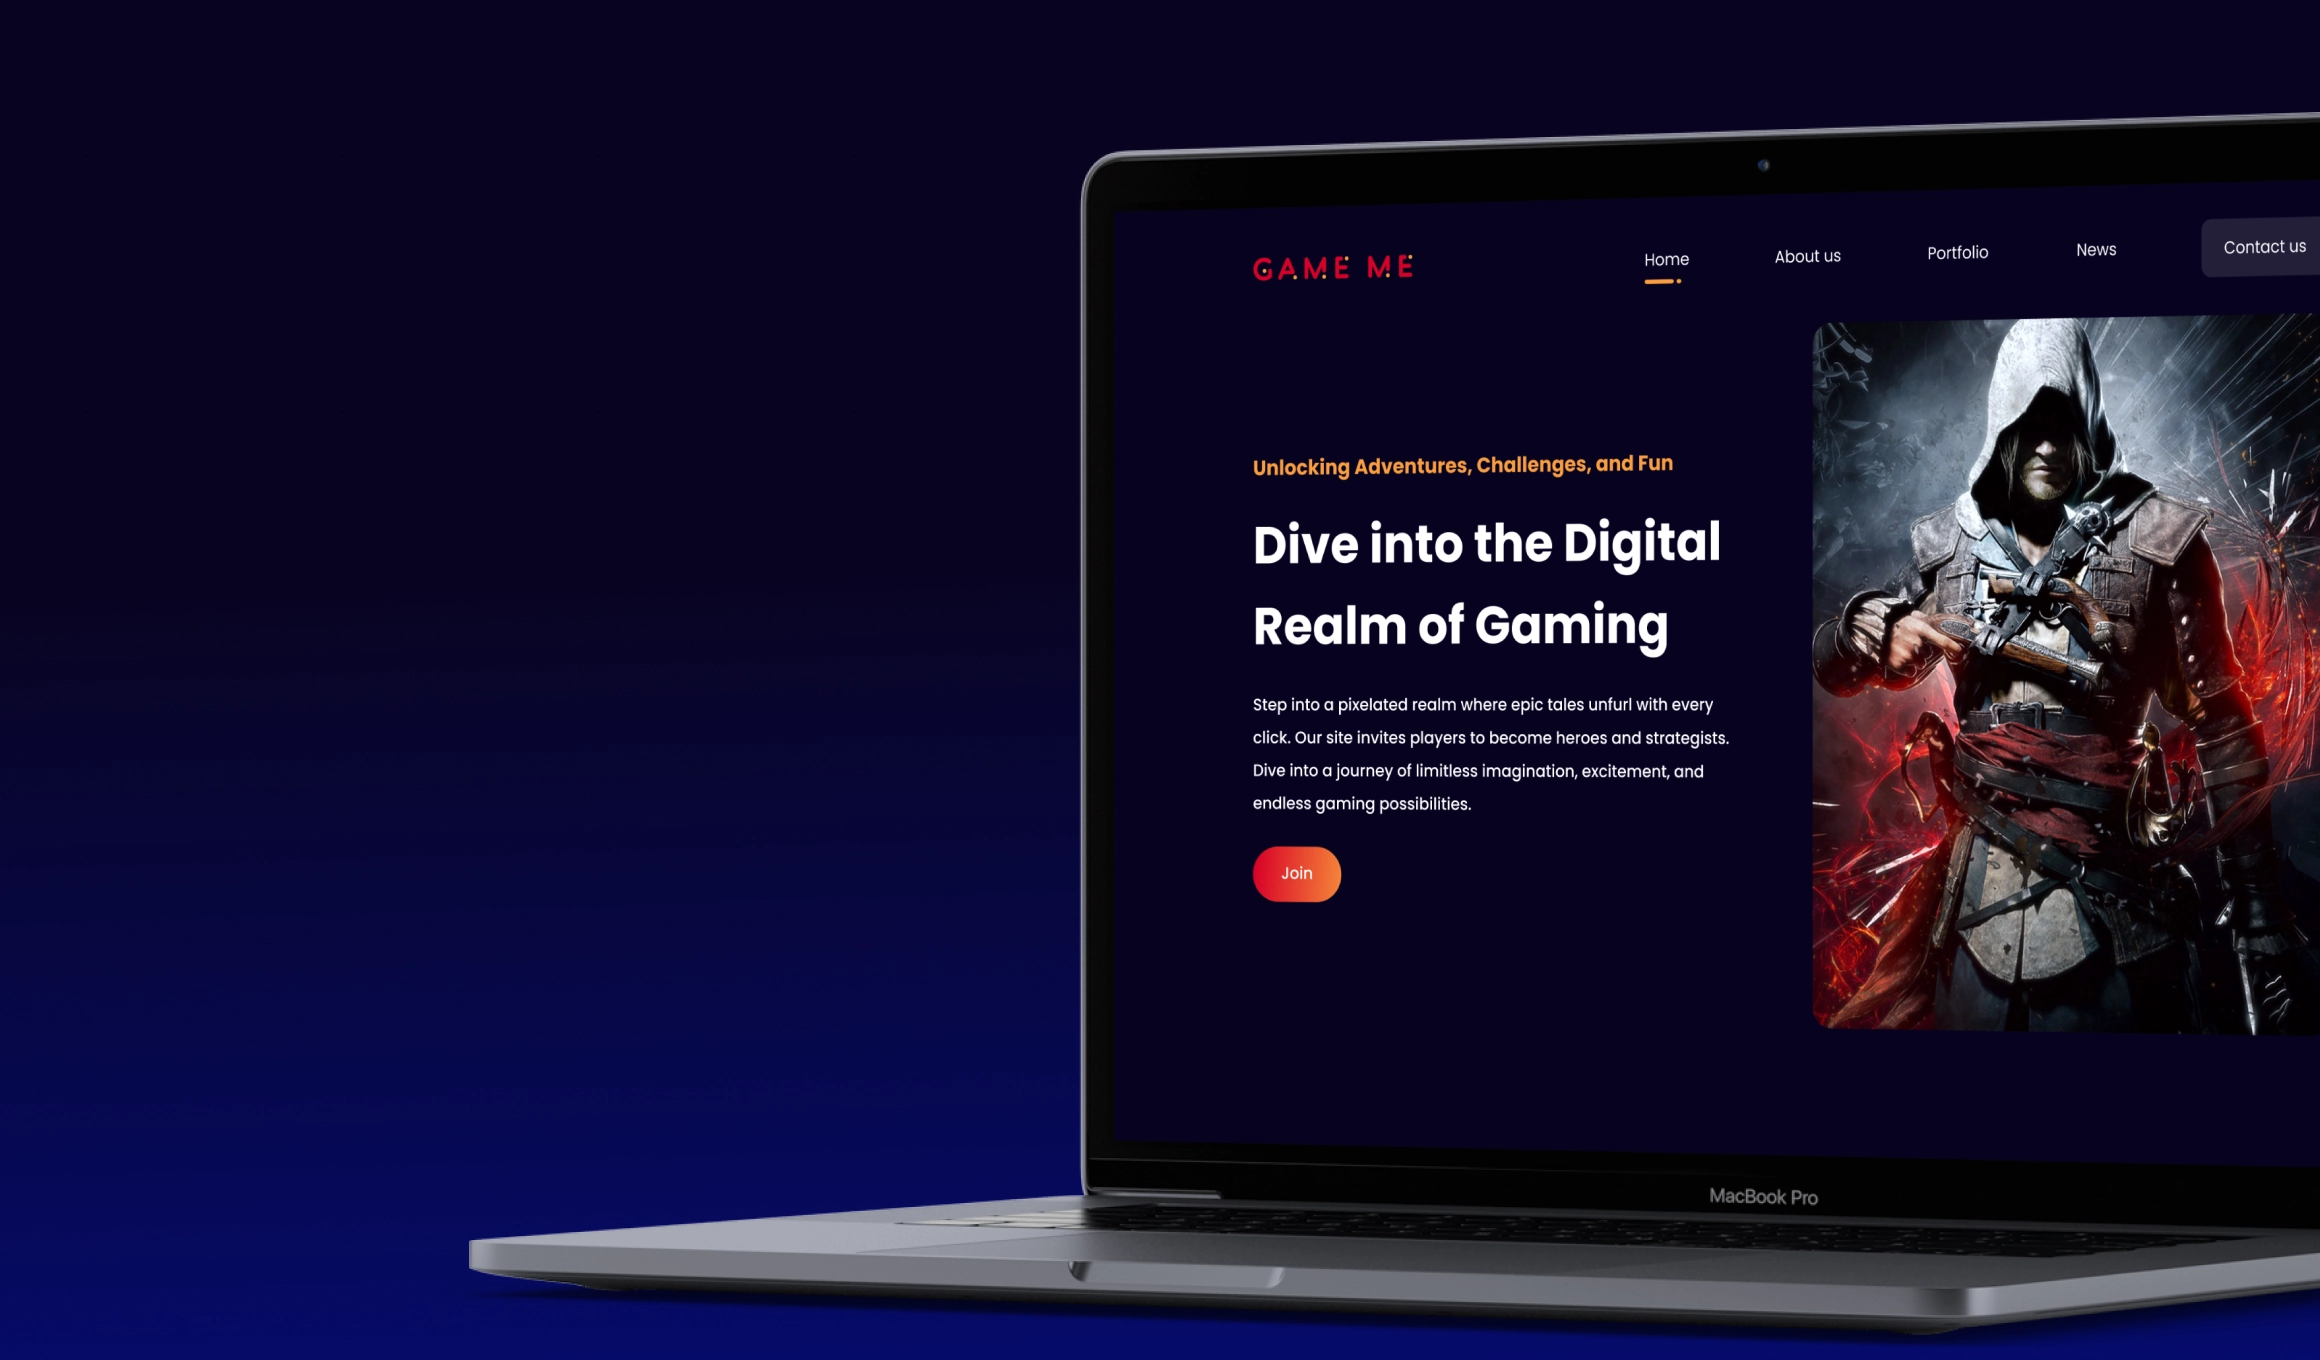 GAME ME
Home
About us
Portfolio
News
Contact us
Unlocking Adventures, Challenges, and Fun
Dive into the Digital
Realm of Gaming
Step into a pixelated realm where epic tales unfurl with every
click. Our site invites players to become heroes and strategists.
Dive into a journey of limitless imagination, excitement, and
endless gaming possibilities.
Join
MacBook Pro